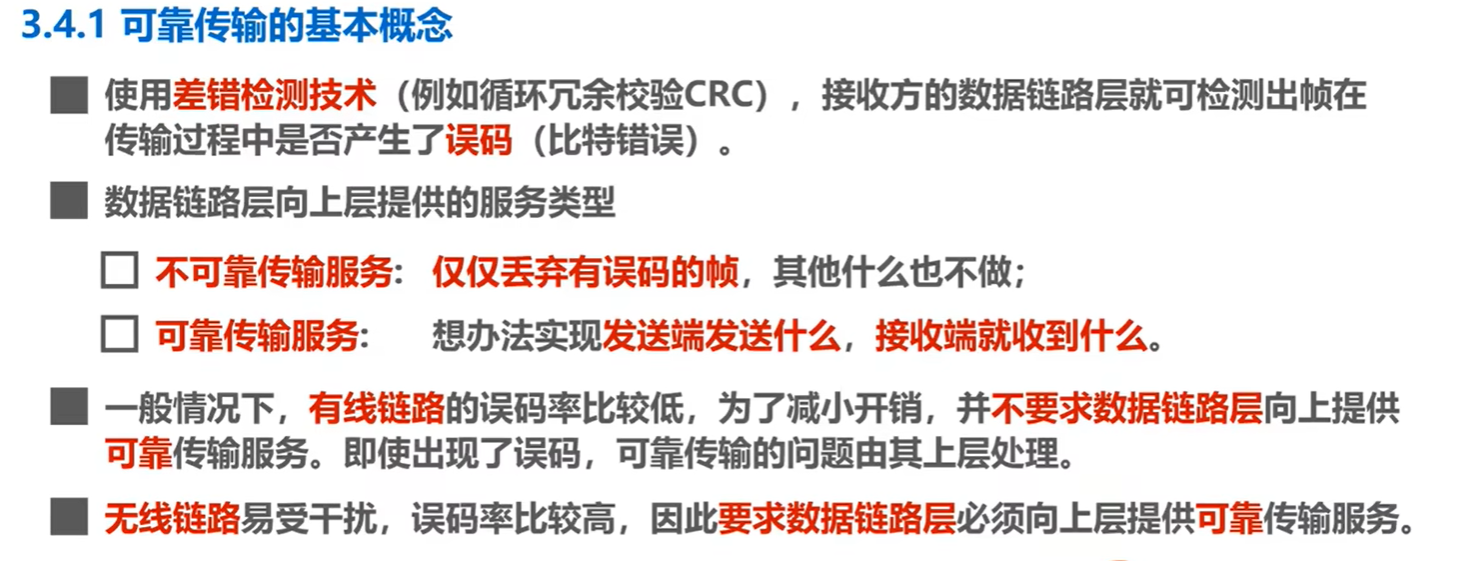 3.4.1 可靠传输的基本概念
使用差错检测技术（例如循环冗余校验CRC），接收方的数据链路层就可检测出帧在
传输过程中是否产生了误码（比特错误）。
数据链路层向上层提供的服务类型
不可靠传输服务：仅仅丢弃有误码的帧，其他什么也不做；
可靠传输服务：想办法实现发送端发送什么，接收端就收到什么。
一般情况下，有线链路的误码率比较低，为了减小开销，并不要求数据链路层向上提供
可靠传输服务。即使出现了误码，可靠传输的问题由其上层处理。
无线链路易受干扰，误码率比较高，因此要求数据链路层必须向上层提供可靠传输服务。